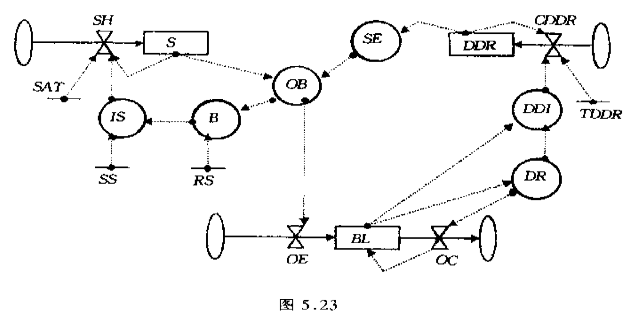 SH
CDDR
S
SE
DDR
SAT
OB
IS
B
DDI
TDDR
SS
RS
DR
BL
OE
OC
图 5.23